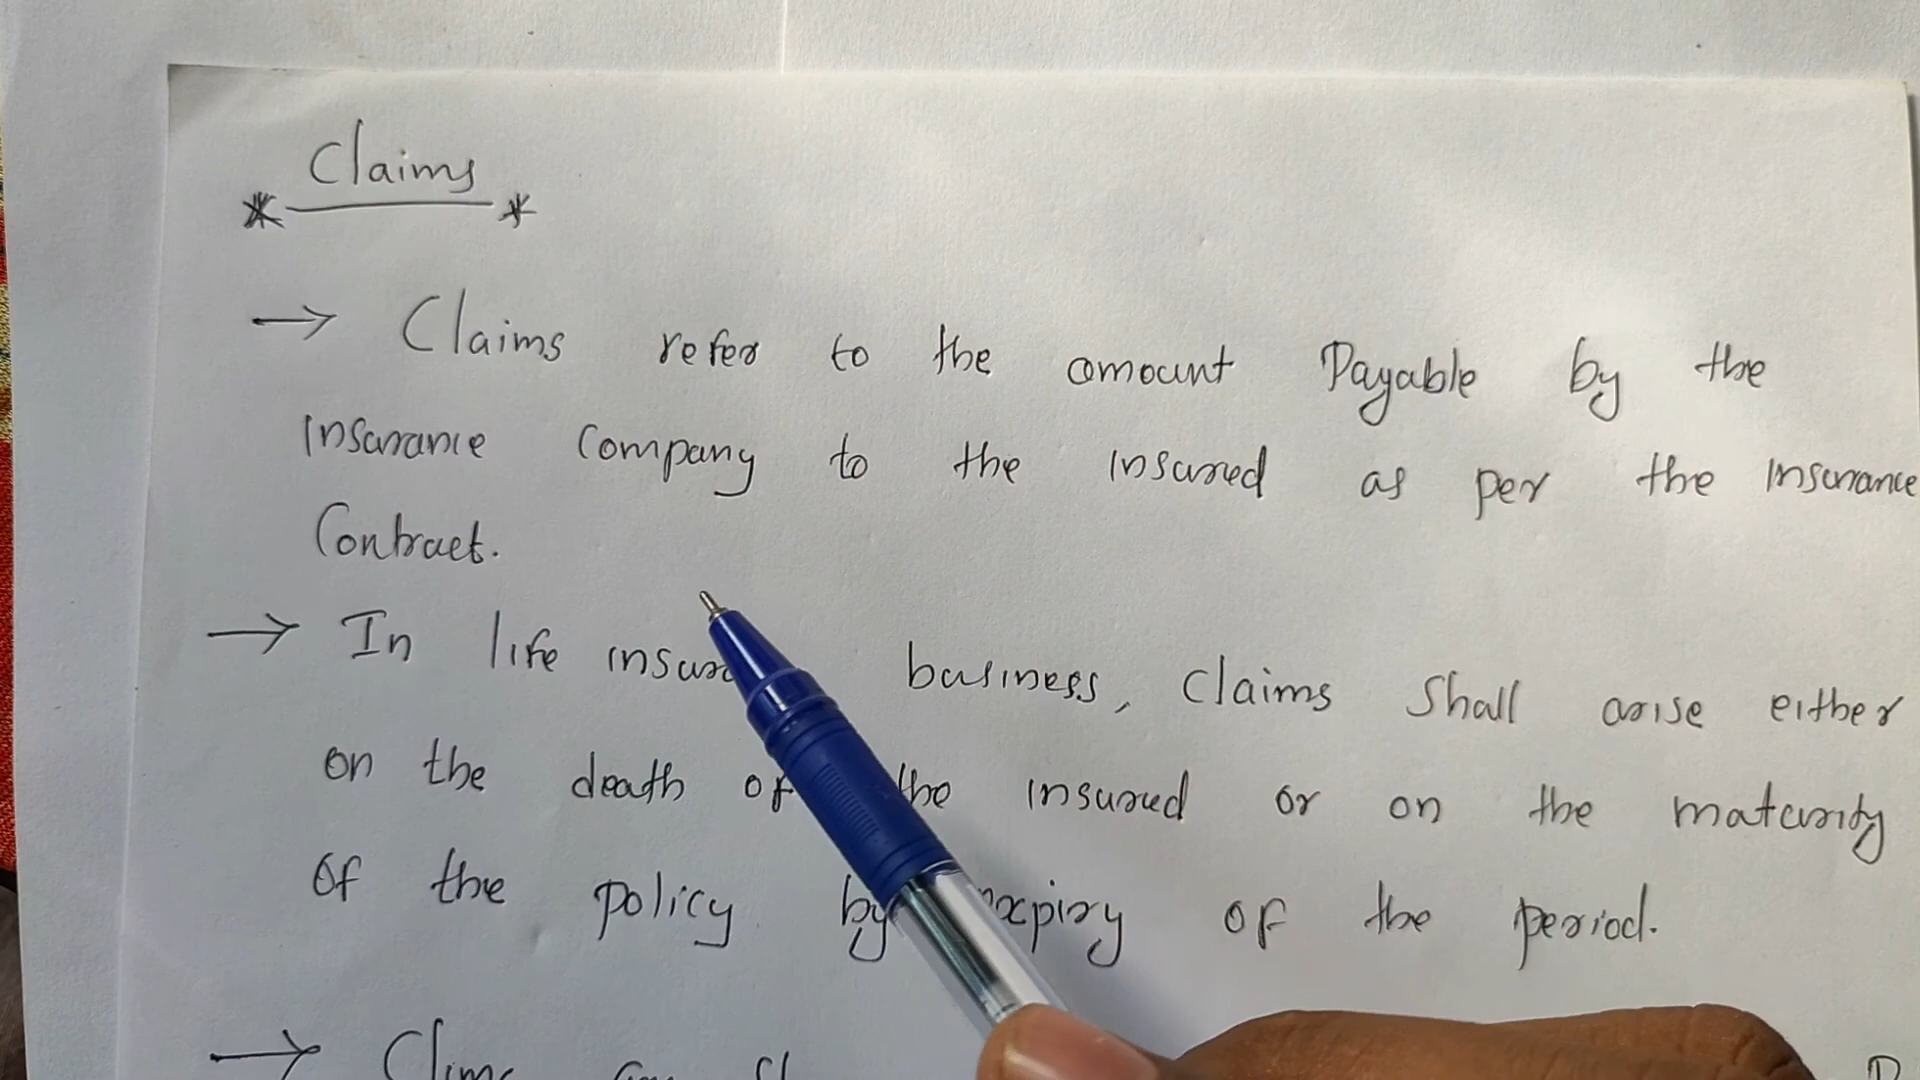 Claims
* *
→ Claims refer to the amount Payable by the
insurance Company to the insured as per the insurance
Contract.
→ In life business, Claims Shall arise either
on the death of the insured or on the maturity
of the policy by expiry of the period.
→